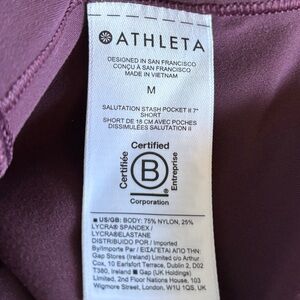 ATHLETA
DESIGNED IN SAN FRANCISCO
CONÇU À SAN FRANCISCO
MADE IN VIETNAM
M
SALUTATION STASH POCKET II 7"
SHORT
SHORT DE 18 CM AVEC POCHES
DISSIMULÉES SALUTATION II
Certified
Certifiée
B
Entreprise
Corporation
■ US/GB: BODY: 75% NYLON, 25%
LYCRA® SPANDEX /
LYCRA®ELASTANE
DISTRIBUIDO POR / Imported
By/Importé Par / ΕΙΣΑΓΕΤΑΙ ΑΠΟ ΤΗΝ:
Gap Stores (Ireland) Limited c/o Arthur
Cox, 10 Earlsfort Terrace, Dublin 2, D02
T380, Ireland ■ Gap (UK Holdings)
Limited, 2nd Floor Nations House, 103
Wigmore Street, London, W1U 1QS, UK